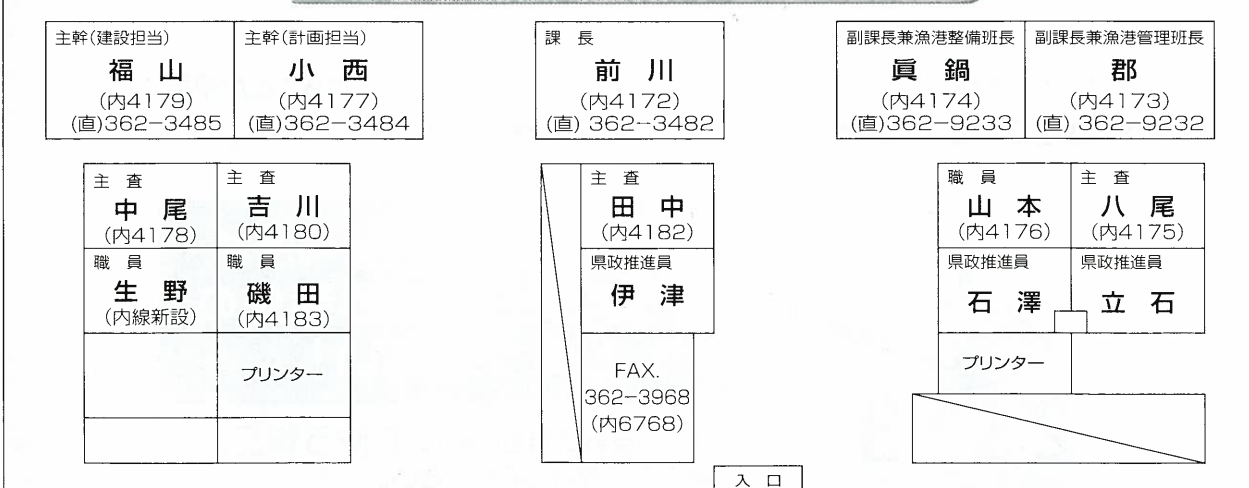 主幹(建設担当)
福 山
(内4179)
(直)362-3485
主幹(計画担当)
小 西
(内4177)
(直)362-3484
課 長
前 川
(内4172)
(直) 362-3482
副課長兼漁港整備班長
眞 鍋
(内4174)
(直)362-9233
副課長兼漁港管理班長
郡
(内4173)
(直) 362-9232
主 査
中 尾
(内4178)
主 査
吉 川
(内4180)
職 員
生 野
(内線新設)
職 員
磯 田
(内4183)
プリンター
主 査
田 中
(内4182)
県政推進員
伊 津
FAX.
362-3968
(内6768)
職 員
山 本
(内4176)
主 査
八 尾
(内4175)
県政推進員
石 澤
県政推進員
立 石
プリンター
入 口